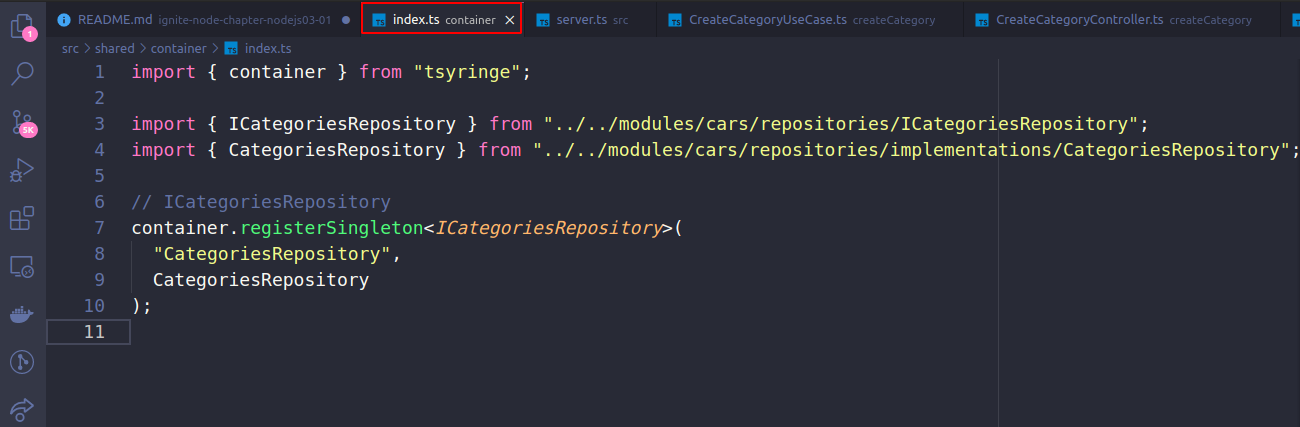 README.md ignite-node-chapter-nodejs03-01 index.ts container server.ts src CreateCategoryUseCase.ts createCategory CreateCategoryController.ts createCategory
src > shared > container > TS index.ts
1 import { container } from "tsyringe";
2
3 import { ICategoriesRepository } from "../../modules/cars/repositories/ICategoriesRepository";
4 import { CategoriesRepository } from "../../modules/cars/repositories/implementations/CategoriesRepository";
5
6 // ICategoriesRepository
7 container.registerSingleton<ICategoriesRepository>(
8 "CategoriesRepository",
9 CategoriesRepository
10 );
11
1
SK